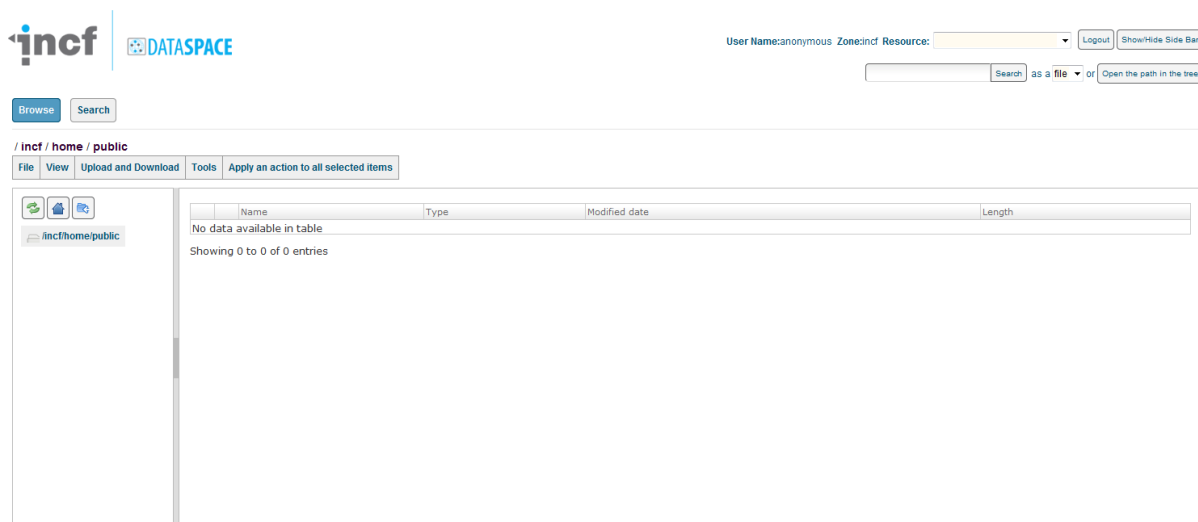 incf
DATASPACE
User Name:anonymous Zone:incf Resource:
Logout
Show/Hide Side Bar
Search as a file or Open the path in the tree
Browse
Search
/ incf / home / public
File View Upload and Download Tools Apply an action to all selected items
/incf/home/public
Name Type Modified date Length
No data available in table
Showing 0 to 0 of 0 entries